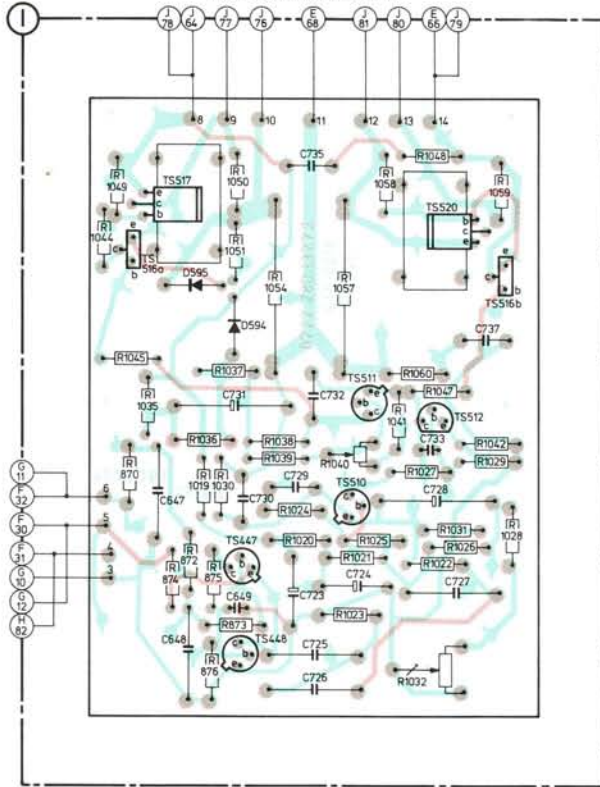 I
J 78
J 64
J 77
J 76
E 68
J 81
J 80
E 66
J 79
8
9
10
11
12
13
14
C735
R1048
R 1049
TS517
R 1050
R 1058
TS520
R 1059
e
c
b
b
c
e
R 1044
e
c
b
TS 516a
R 1051
D595
R 1054
R 1057
e
c
b
TS516b
D594
C737
R1045
R1037
TS511
R1060
R1047
R 1035
C731
C732
e
b
c
R 1041
TS512
b
c
e
R1036
R1038
C733
R1042
R 870
R1039
R1040
R1027
R1029
G 11
F 32
6
C647
R 1019
R 1030
C729
C730
TS510
c
b
e
C728
R1024
F 30
5
R1031
R 1028
F 31
4
R 872
TS447
R1020
R1025
R1026
R 874
R 875
b
c
e
R1021
R1022
G 10
3
C724
C727
G 12
C649
C723
H 82
R873
R1023
C648
TS448
c
b
e
C725
R 876
R1032
C726